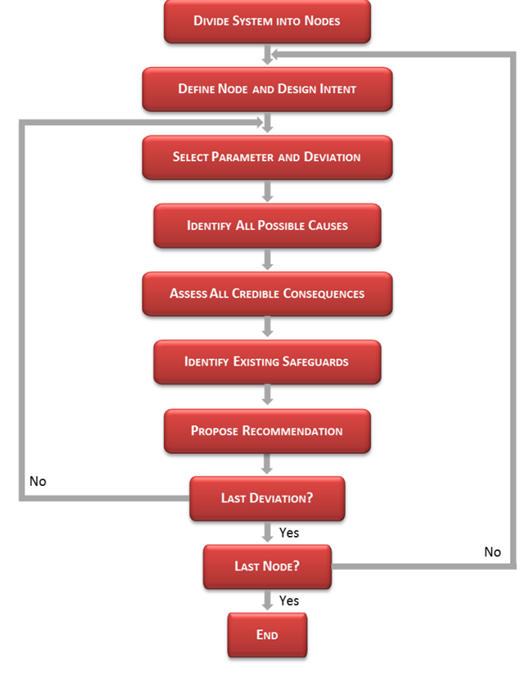 Divide System into Nodes
Define Node and Design Intent
Select Parameter and Deviation
Identify All Possible Causes
Assess All Credible Consequences
Identify Existing Safeguards
Propose Recommendation
Last Deviation?
No
Yes
Last Node?
No
Yes
End